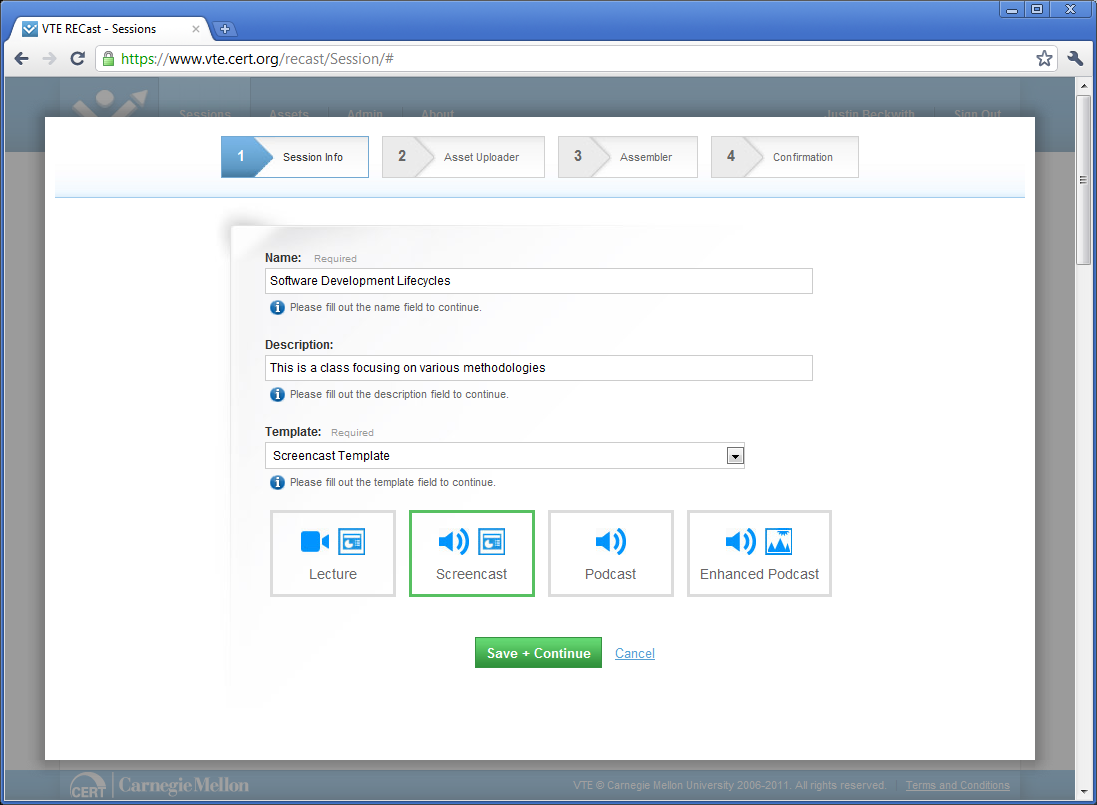 VTE RECast - Sessions
https://www.vte.cert.org/recast/Session/#
Sessions Assets Admin About Justin Beckwith Sign Out
1 Session Info 2 Asset Uploader 3 Assembler 4 Confirmation
Name: Required
Software Development Lifecycles
Please fill out the name field to continue.
Description:
This is a class focusing on various methodologies
Please fill out the description field to continue.
Template: Required
Screencast Template
Please fill out the template field to continue.
Lecture Screencast Podcast Enhanced Podcast
Save + Continue Cancel
CERT Carnegie Mellon VTE © Carnegie Mellon University 2006-2011. All rights reserved. Terms and Conditions